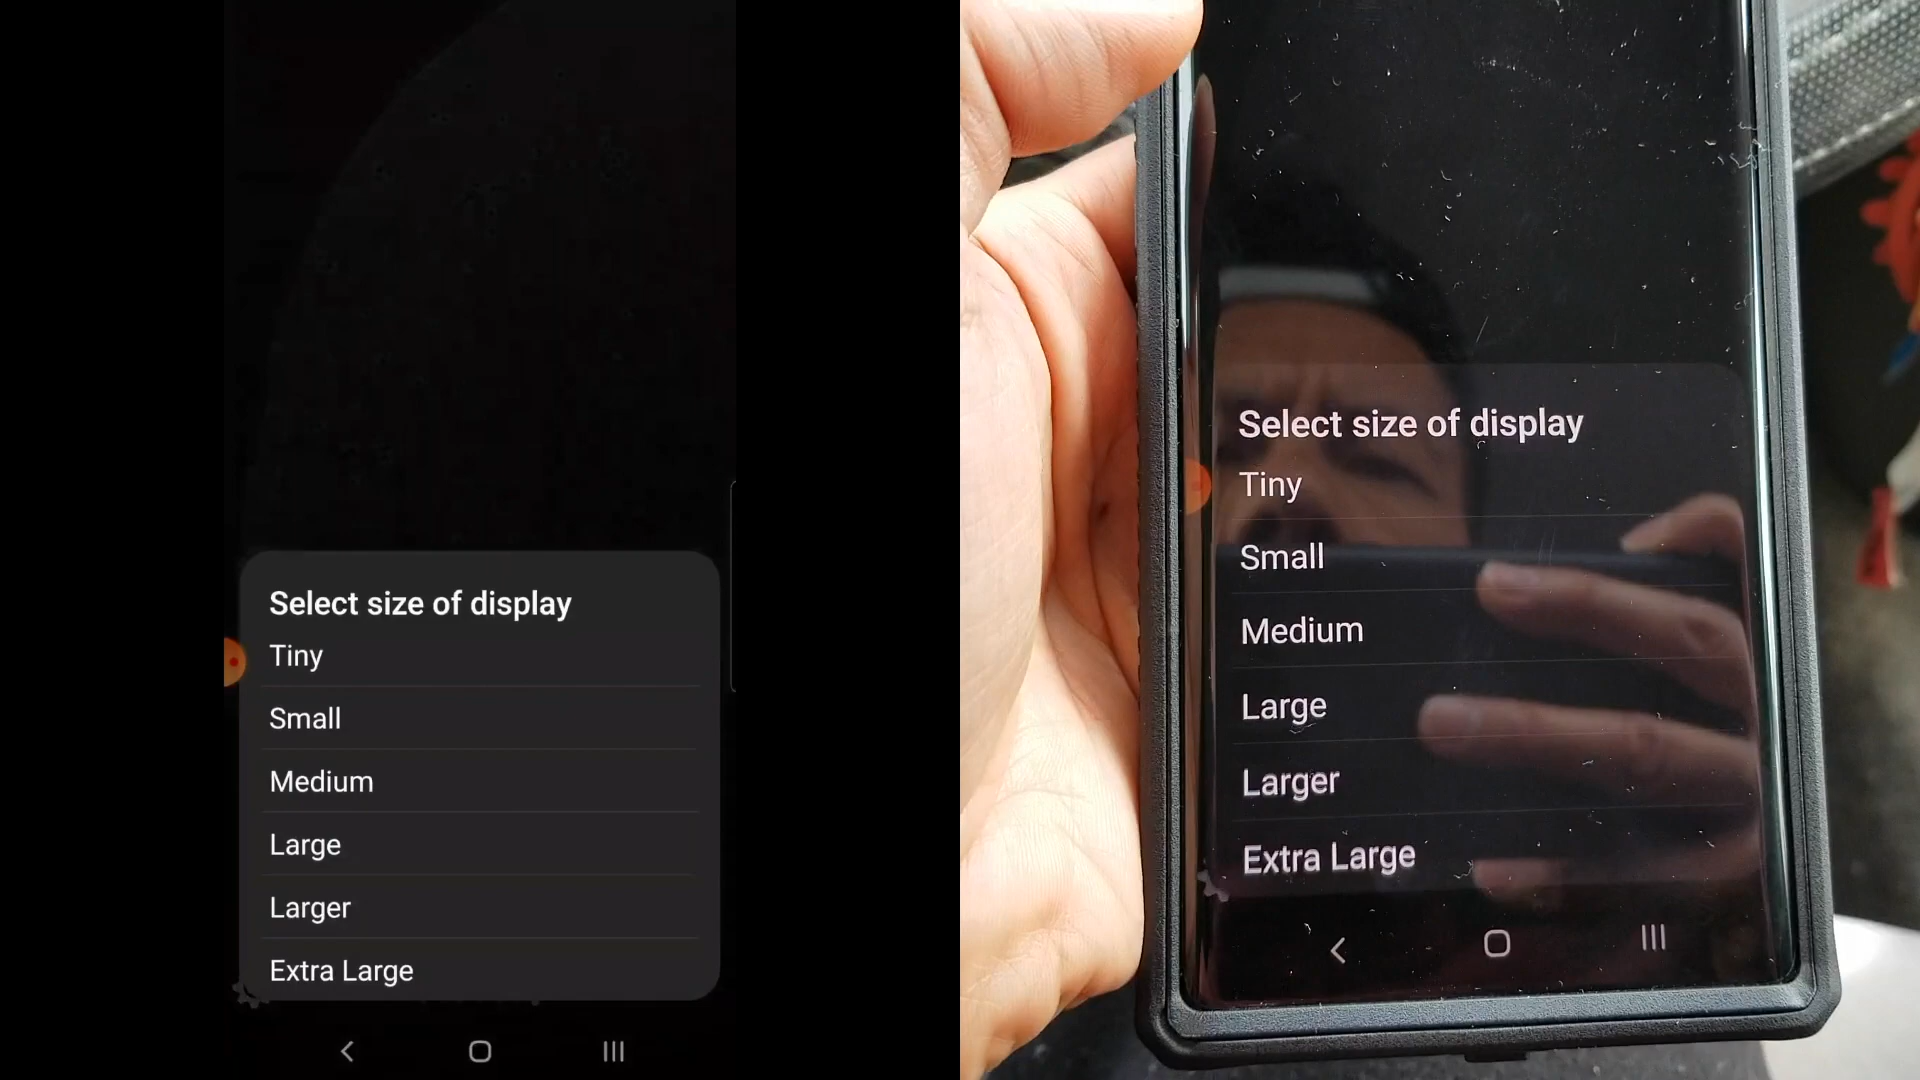 Select size of display
Tiny
Small
Medium
Large
Larger
Extra Large
Select size of display
Tiny
Small
Medium
Large
Larger
Extra Large